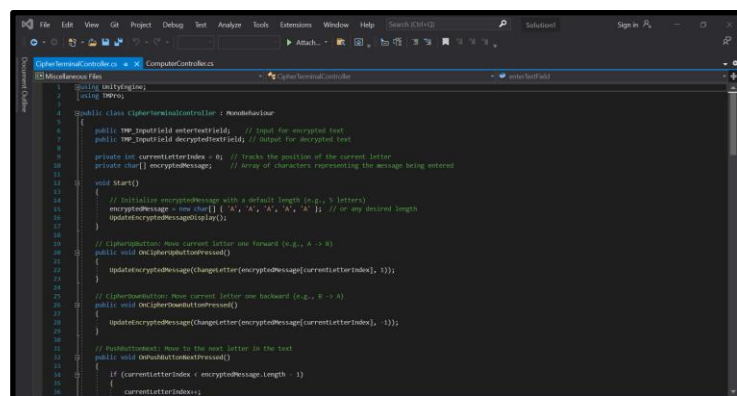 File Edit View Git Project Debug Test Analyze Tools Extensions Window Help Search (Ctrl+Q) Solution1 Sign in
Attach...
CipherTerminalController.cs ComputerController.cs
Document Outline
Miscellaneous Files CipherTerminalController enterTextField
1 using UnityEngine;
2 using TMPro;
3
4 public class CipherTerminalController : MonoBehaviour
5 {
6 public TMP_InputField enterTextField; // Input for encrypted text
7 public TMP_InputField decryptedTextField; // Output for decrypted text
8
9 private int currentLetterIndex = 0; // Tracks the position of the current letter
10 private char[] encryptedMessage; // Array of characters representing the message being entered
11
12 void Start()
13 {
14 // Initialize encryptedMessage with a default length (e.g., 5 letters)
15 encryptedMessage = new char[] { 'A', 'A', 'A', 'A', 'A' }; // or any desired length
16 UpdateEncryptedMessageDisplay();
17 }
18
19 // CipherUpButton: Move current letter one forward (e.g., A -> B)
20 public void OnCipherUpButtonPressed()
21 {
22 UpdateEncryptedMessage(ChangeLetter(encryptedMessage[currentLetterIndex], 1));
23 }
24
25 // CipherDownButton: Move current letter one backward (e.g., B -> A)
26 public void OnCipherDownButtonPressed()
27 {
28 UpdateEncryptedMessage(ChangeLetter(encryptedMessage[currentLetterIndex], -1));
29 }
30
31 // PushButtonNext: Move to the next letter in the text
32 public void OnPushButtonNextPressed()
33 {
34 if (currentLetterIndex < encryptedMessage.Length - 1)
35 {
36 currentLetterIndex++;